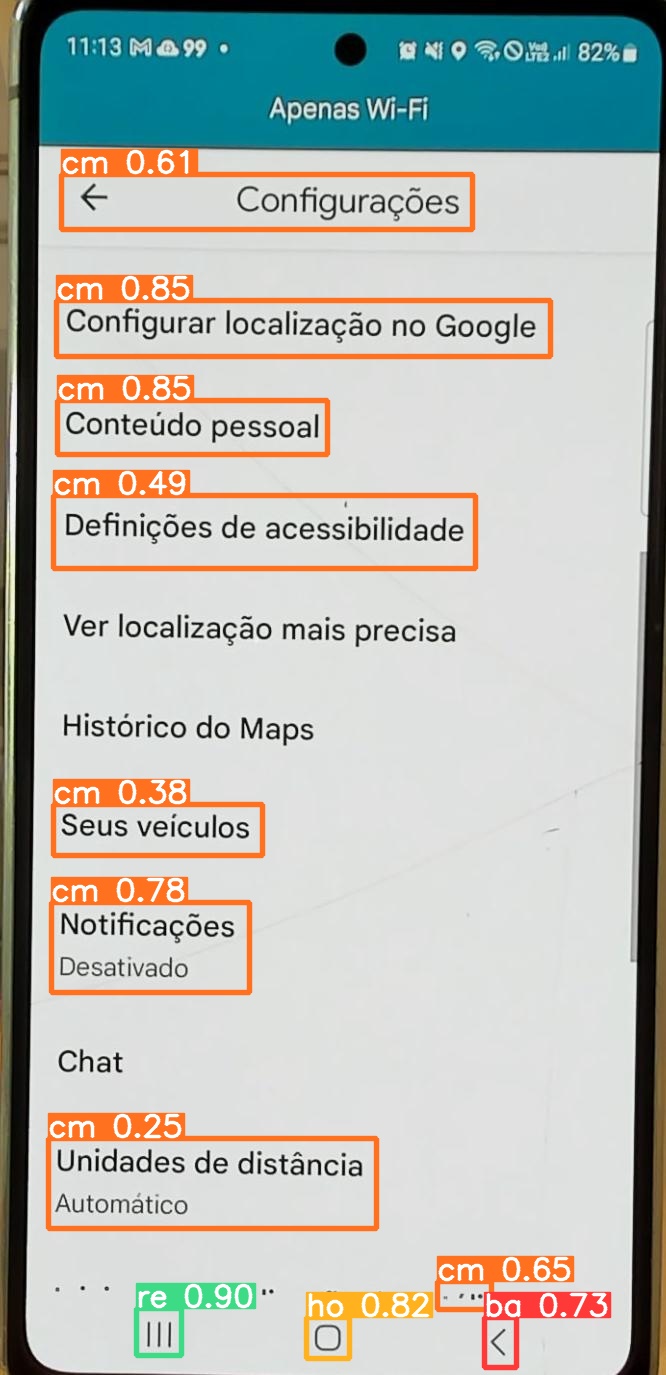 11:13 99 VoD LTE2 82%
Apenas Wi-Fi
cm 0.61
Configurações
cm 0.85
Configurar localização no Google
cm 0.85
Conteúdo pessoal
cm 0.49
Definições de acessibilidade
Ver localização mais precisa
Histórico do Maps
cm 0.38
Seus veículos
cm 0.78
Notificações
Desativado
Chat
cm 0.25
Unidades de distância
Automático
cm 0.65
re 0.90
ho 0.82
ba 0.73